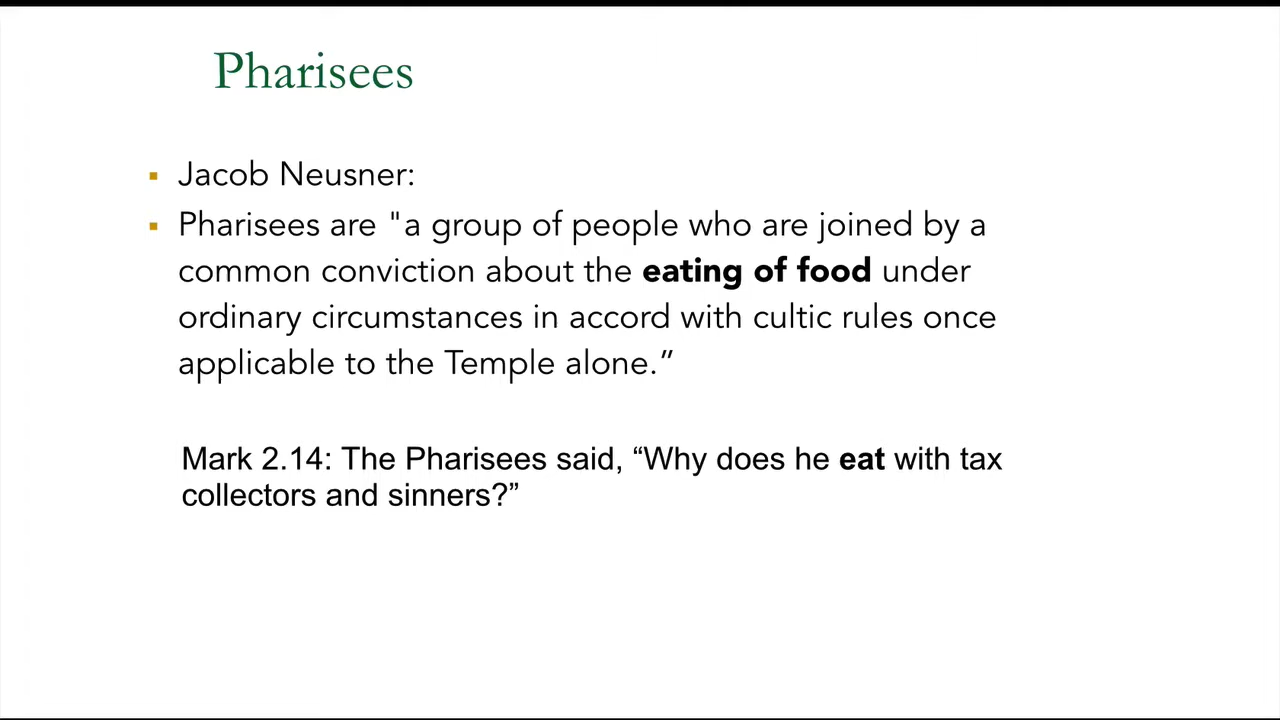 Pharisees
▪ Jacob Neusner:
▪ Pharisees are "a group of people who are joined by a
common conviction about the eating of food under
ordinary circumstances in accord with cultic rules once
applicable to the Temple alone.”
Mark 2.14: The Pharisees said, “Why does he eat with tax
collectors and sinners?”